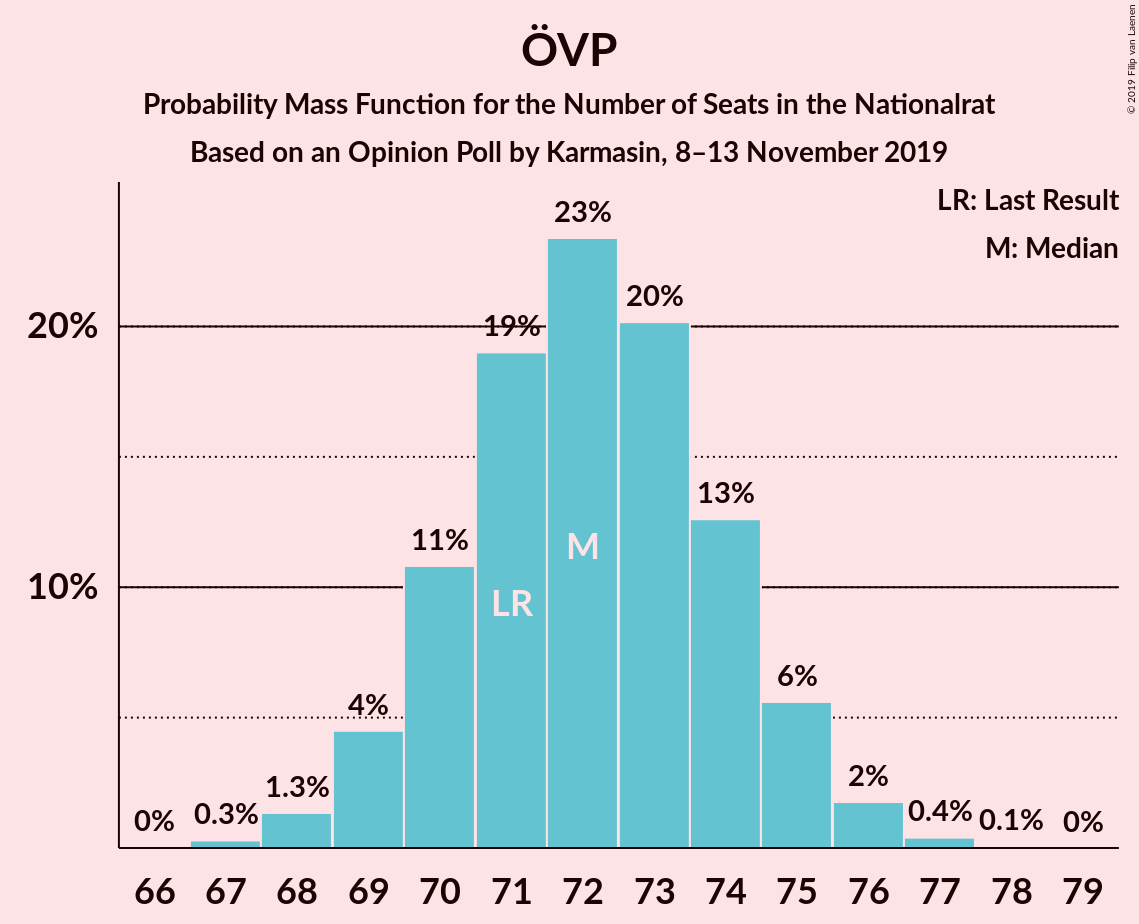 ÖVP
Probability Mass Function for the Number of Seats in the Nationalrat
Based on an Opinion Poll by Karmasin, 8–13 November 2019
© 2019 Filip van Laenen
LR: Last Result
M: Median
20%
10%
0%
0.3%
1.3%
4%
11%
19%
23%
20%
13%
6%
2%
0.4%
0.1%
0%
LR
M
66 67 68 69 70 71 72 73 74 75 76 77 78 79